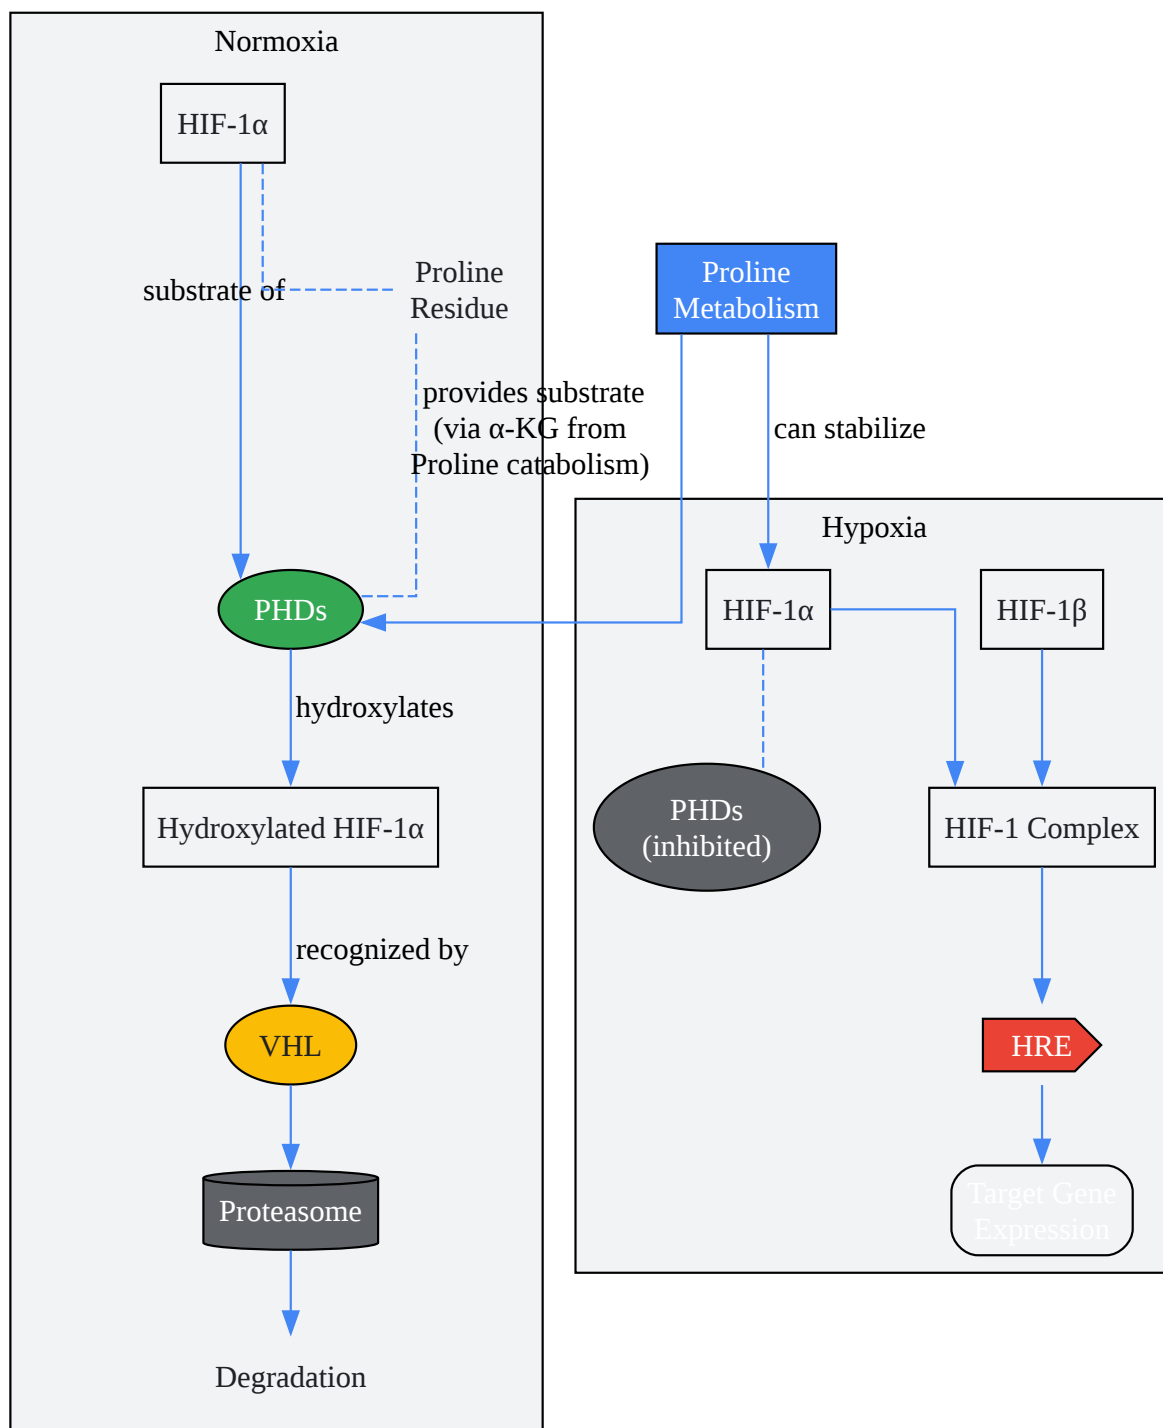 Normoxia
HIF-1α
substrate of
Proline
Residue
Proline
Metabolism
provides substrate
(via α-KG from
Proline catabolism)
can stabilize
Hypoxia
PHDs
HIF-1α
HIF-1β
hydroxylates
Hydroxylated HIF-1α
PHDs
(inhibited)
HIF-1 Complex
recognized by
VHL
HRE
Proteasome
Target Gene
Expression
Degradation